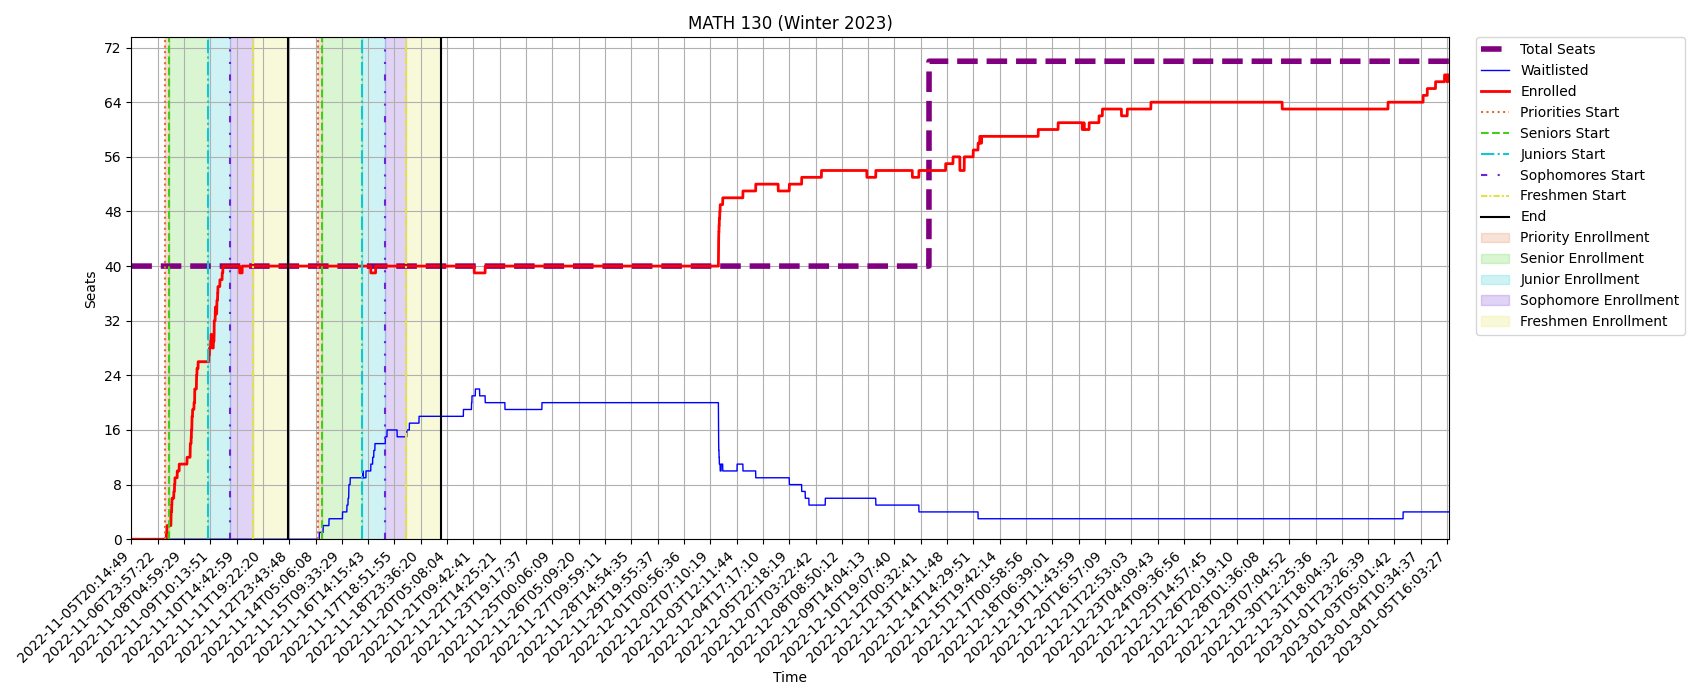 MATH 130 (Winter 2023)
72
64
56
48
40
32
24
16
8
0
Seats
2022-11-05T20:14:49
2022-11-06T23:57:22
2022-11-08T04:59:29
2022-11-09T10:13:51
2022-11-10T14:42:59
2022-11-11T19:22:20
2022-11-12T23:43:48
2022-11-14T05:06:08
2022-11-15T09:33:29
2022-11-16T14:15:43
2022-11-17T18:51:55
2022-11-18T23:36:20
2022-11-20T05:08:04
2022-11-21T09:42:41
2022-11-22T14:25:21
2022-11-23T19:17:37
2022-11-25T00:06:09
2022-11-26T05:09:20
2022-11-27T09:59:11
2022-11-28T14:54:35
2022-11-29T19:55:37
2022-12-01T00:56:36
2022-12-02T07:10:19
2022-12-03T12:11:44
2022-12-04T17:17:10
2022-12-05T22:18:19
2022-12-07T03:22:42
2022-12-08T08:50:12
2022-12-09T14:04:13
2022-12-10T19:07:40
2022-12-12T00:32:41
2022-12-13T14:11:48
2022-12-14T14:29:51
2022-12-15T19:42:14
2022-12-17T00:58:56
2022-12-18T06:39:01
2022-12-19T11:43:59
2022-12-20T16:57:09
2022-12-21T22:53:03
2022-12-23T04:09:43
2022-12-24T09:36:56
2022-12-25T14:57:45
2022-12-26T20:19:10
2022-12-28T01:36:08
2022-12-29T07:04:52
2022-12-30T12:25:36
2022-12-31T18:04:32
2023-01-01T23:26:39
2023-01-03T05:01:42
2023-01-04T10:34:37
2023-01-05T16:03:27
Time
Total Seats
Waitlisted
Enrolled
Priorities Start
Seniors Start
Juniors Start
Sophomores Start
Freshmen Start
End
Priority Enrollment
Senior Enrollment
Junior Enrollment
Sophomore Enrollment
Freshmen Enrollment